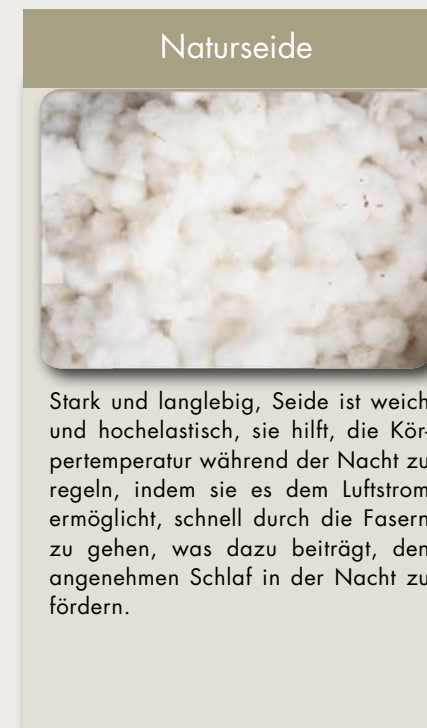 Naturseide
Stark und langlebig, Seide ist weich
und hochelastisch, sie hilft, die Kör-
pertemperatur während der Nacht zu
regeln, indem sie es dem Luftstrom
ermöglicht, schnell durch die Fasern
zu gehen, was dazu beiträgt, den
angenehmen Schlaf in der Nacht zu
fördern.